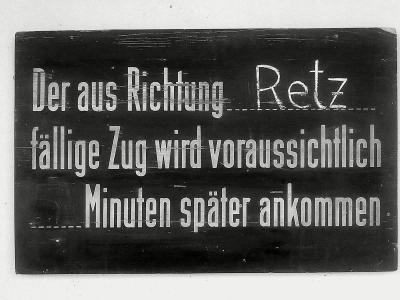 Der aus Richtung Retz
fällige Zug wird voraussichtlich
Minuten später ankommen